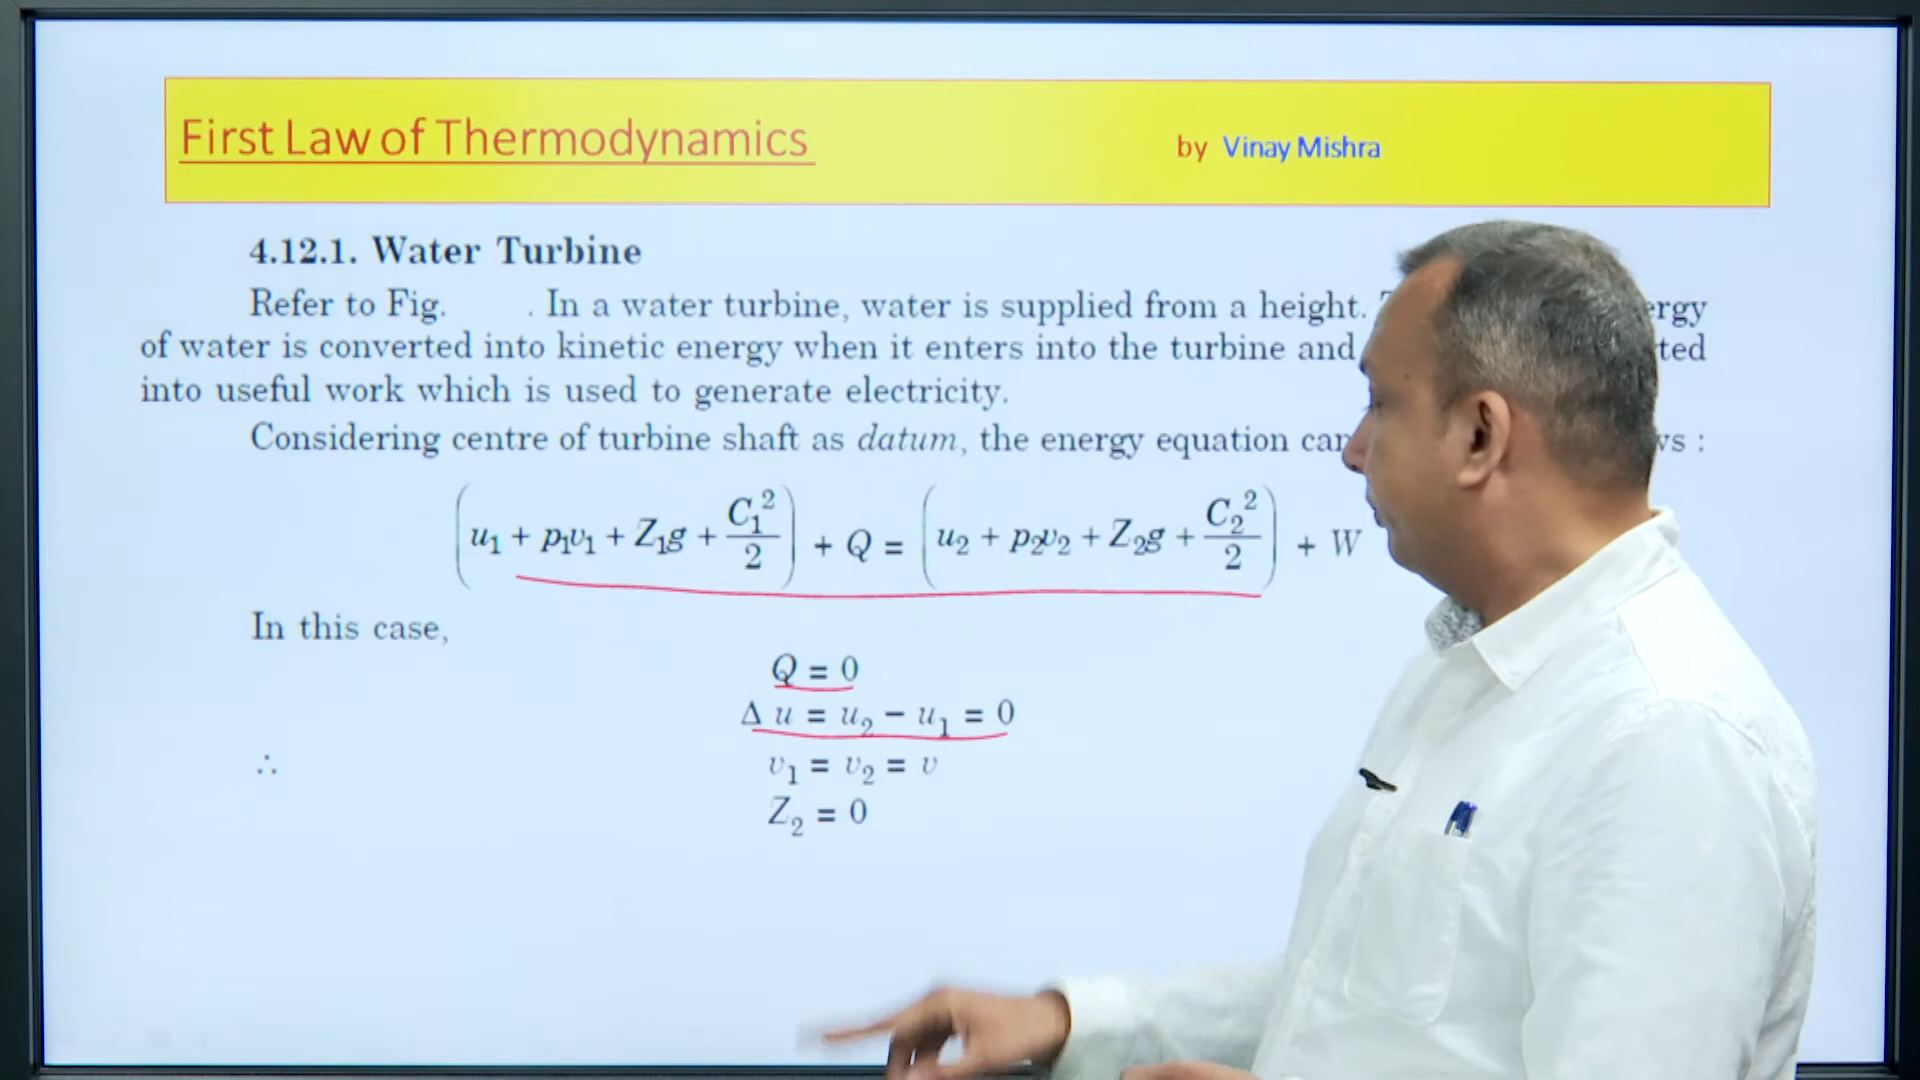 First Law of Thermodynamics by Vinay Mishra
4.12.1. Water Turbine
Refer to Fig. . In a water turbine, water is supplied from a height.
of water is converted into kinetic energy when it enters into the turbine and
into useful work which is used to generate electricity.
Considering centre of turbine shaft as datum, the energy equation can :
(u₁ + p₁v₁ + Z₁g + C₁²/2) + Q = (u₂ + p₂v₂ + Z₂g + C₂²/2) + W
In this case,
Q = 0
Δ u = u₂ − u₁ = 0
∴ v₁ = v₂ = v
Z₂ = 0